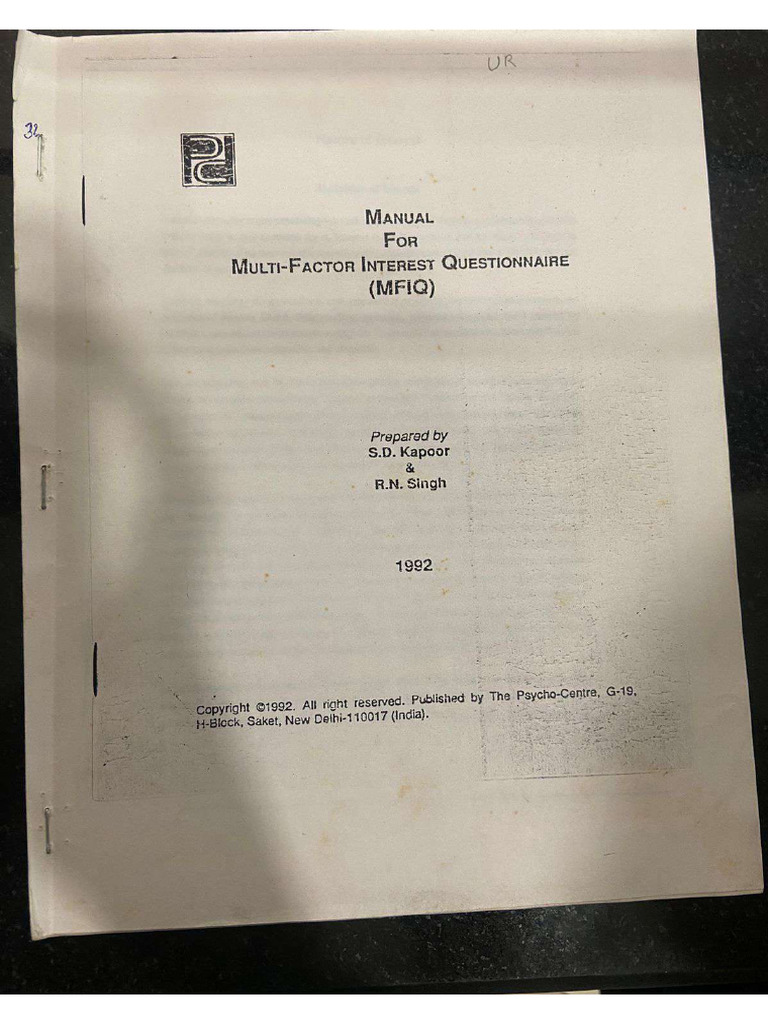 UR
32
MANUAL
FOR
MULTI-FACTOR INTEREST QUESTIONNAIRE
(MFIQ)
Prepared by
S.D. Kapoor
&
R.N. Singh
1992
Copyright ©1992. All right reserved. Published by The Psycho-Centre, G-19,
H-Block, Saket, New Delhi-110017 (India).